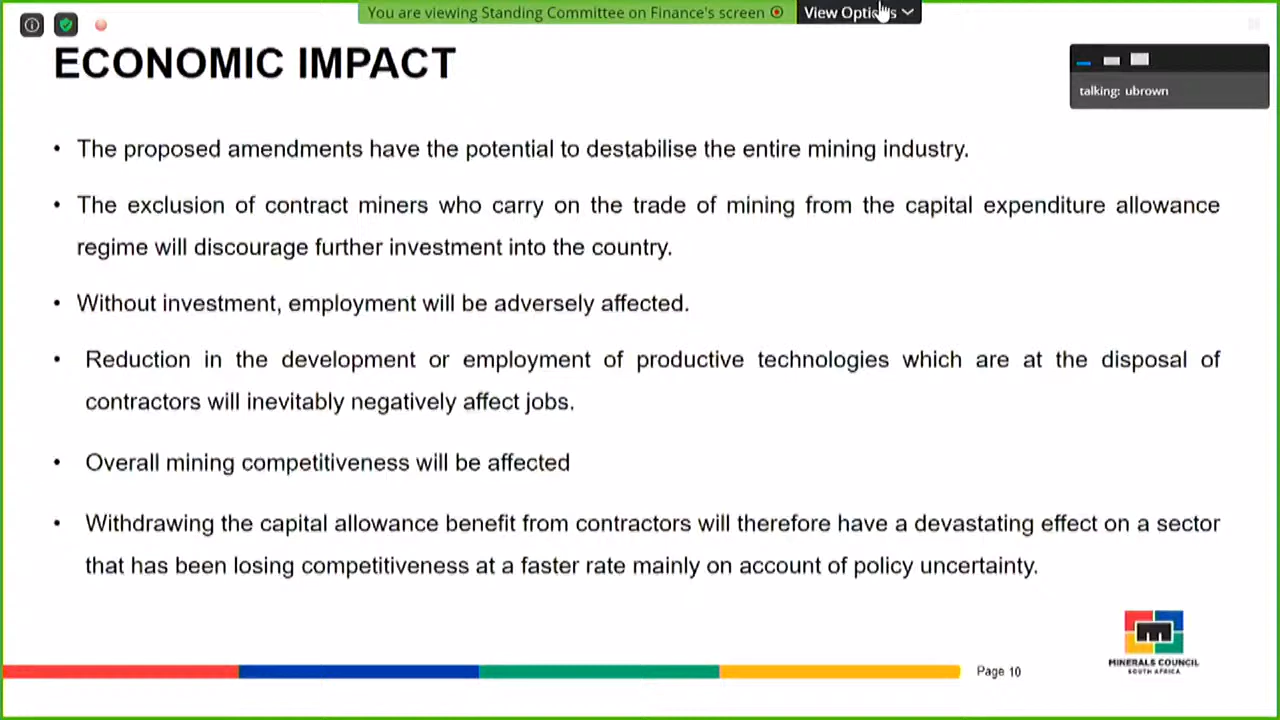 You are viewing Standing Committee on Finance's screen
View Options
ECONOMIC IMPACT
talking: ubrown
• The proposed amendments have the potential to destabilise the entire mining industry.
• The exclusion of contract miners who carry on the trade of mining from the capital expenditure allowance
regime will discourage further investment into the country.
• Without investment, employment will be adversely affected.
• Reduction in the development or employment of productive technologies which are at the disposal of
contractors will inevitably negatively affect jobs.
• Overall mining competitiveness will be affected
• Withdrawing the capital allowance benefit from contractors will therefore have a devastating effect on a sector
that has been losing competitiveness at a faster rate mainly on account of policy uncertainty.
MINERALS COUNCIL
SOUTH AFRICA
Page 10